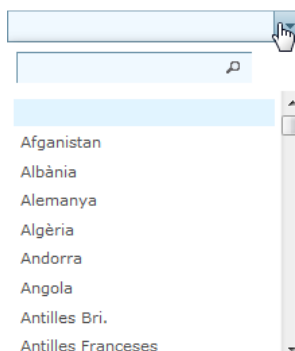 Afganistan
Albània
Alemanya
Algèria
Andorra
Angola
Antilles Bri.
Antilles Franceses